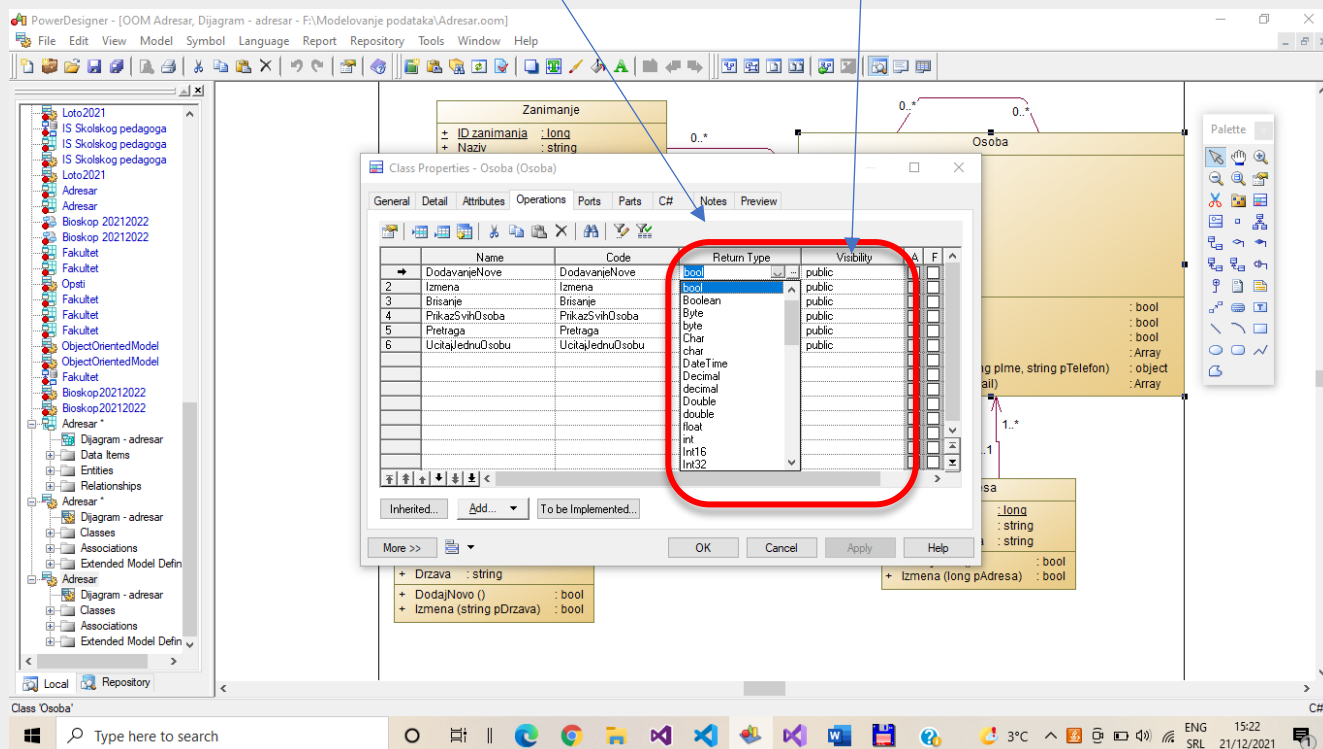 PowerDesigner - [OOM Adresar, Dijagram - adresar - F:\Modelovanje podataka\Adresar.oom]
File Edit View Model Symbol Language Report Repository Tools Window Help
Loto2021
IS Skolskog pedagoga
IS Skolskog pedagoga
IS Skolskog pedagoga
Loto2021
Adresar
Adresar
Bioskop 20212022
Bioskop 20212022
Fakultet
Fakultet
Opsti
Fakultet
Fakultet
Fakultet
ObjectOrientedModel
ObjectOrientedModel
Fakultet
Bioskop20212022
Bioskop20212022
Adresar *
Dijagram - adresar
Data Items
Entities
Relationships
Adresar *
Dijagram - adresar
Classes
Associations
Extended Model Defin
Adresar
Dijagram - adresar
Classes
Associations
Extended Model Defin
Local Repository
Zanimanje
+ ID zanimanja : long
+ Naziv : string
0..*
0..*
0..*
Osoba
Palette
Class Properties - Osoba (Osoba)
General Detail Attributes Operations Ports Parts C# Notes Preview
Name Code Return Type Visibility A F
DodavanjeNove DodavanjeNove bool public
2 Izmena Izmena public
3 Brisanje Brisanje public
4 PrikazSvihOsoba PrikazSvihOsoba public
5 Pretraga Pretraga public
6 UcitajJednuOsobu UcitajJednuOsobu public
bool
Boolean
Byte
byte
Char
char
DateTime
Decimal
decimal
Double
double
float
int
Int16
Int32
Inherited... Add... To be Implemented...
More >> OK Cancel Apply Help
: bool
: bool
: bool
: Array
ng pIme, string pTelefon) : object
ail) : Array
1..*
..1
sa
: long
: string
: string
: bool
+ Izmena (long pAdresa) : bool
+ Drzava : string
+ DodajNovo () : bool
+ Izmena (string pDrzava) : bool
Class 'Osoba'
C#
Type here to search
3°C
ENG
SRL
15:22
21/12/2021
1